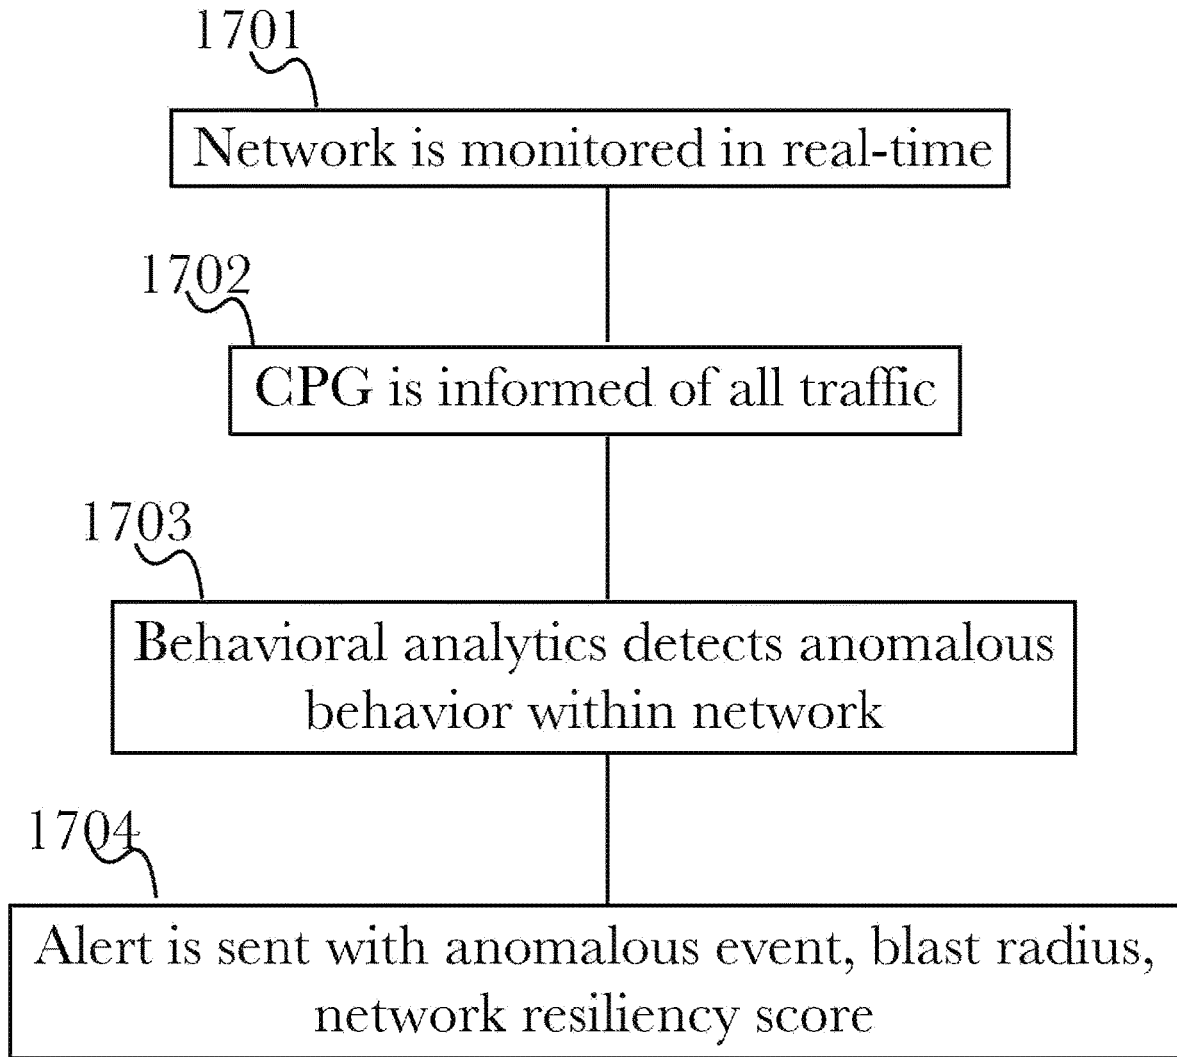 1701
Network is monitored in real-time
1702
CPG is informed of all traffic
1703
Behavioral analytics detects anomalous
behavior within network
1704
Alert is sent with anomalous event, blast radius,
network resiliency score